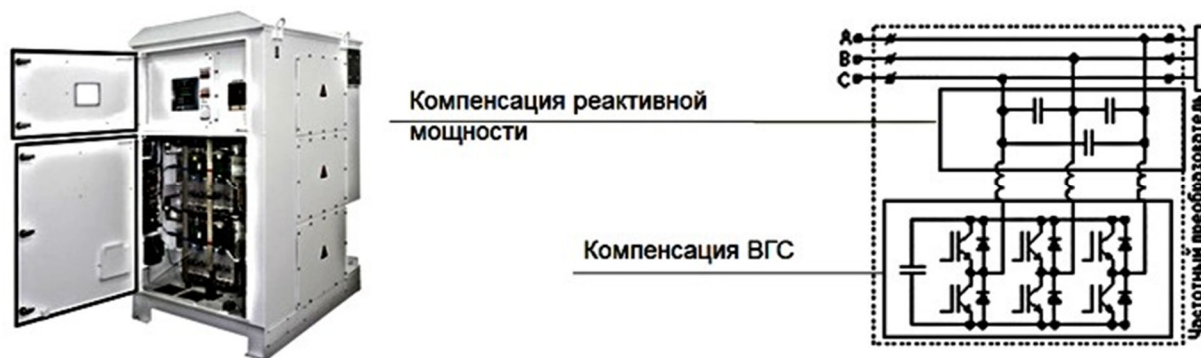 A
B
C
Компенсация реактивной
мощности
Компенсация ВГС
Частотный преобразователь